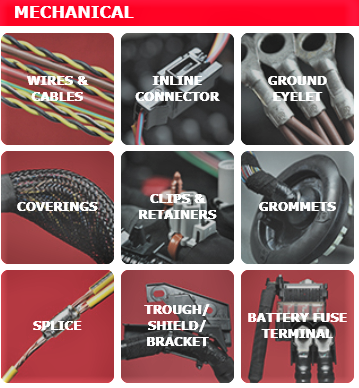 MECHANICAL
WIRES &
CABLES
INLINE
CONNECTOR
GROUND
EYELET
COVERINGS
CLIPS &
RETAINERS
GROMMETS
SPLICE
TROUGH/
SHIELD/
BRACKET
BATTERY FUSE
TERMINAL